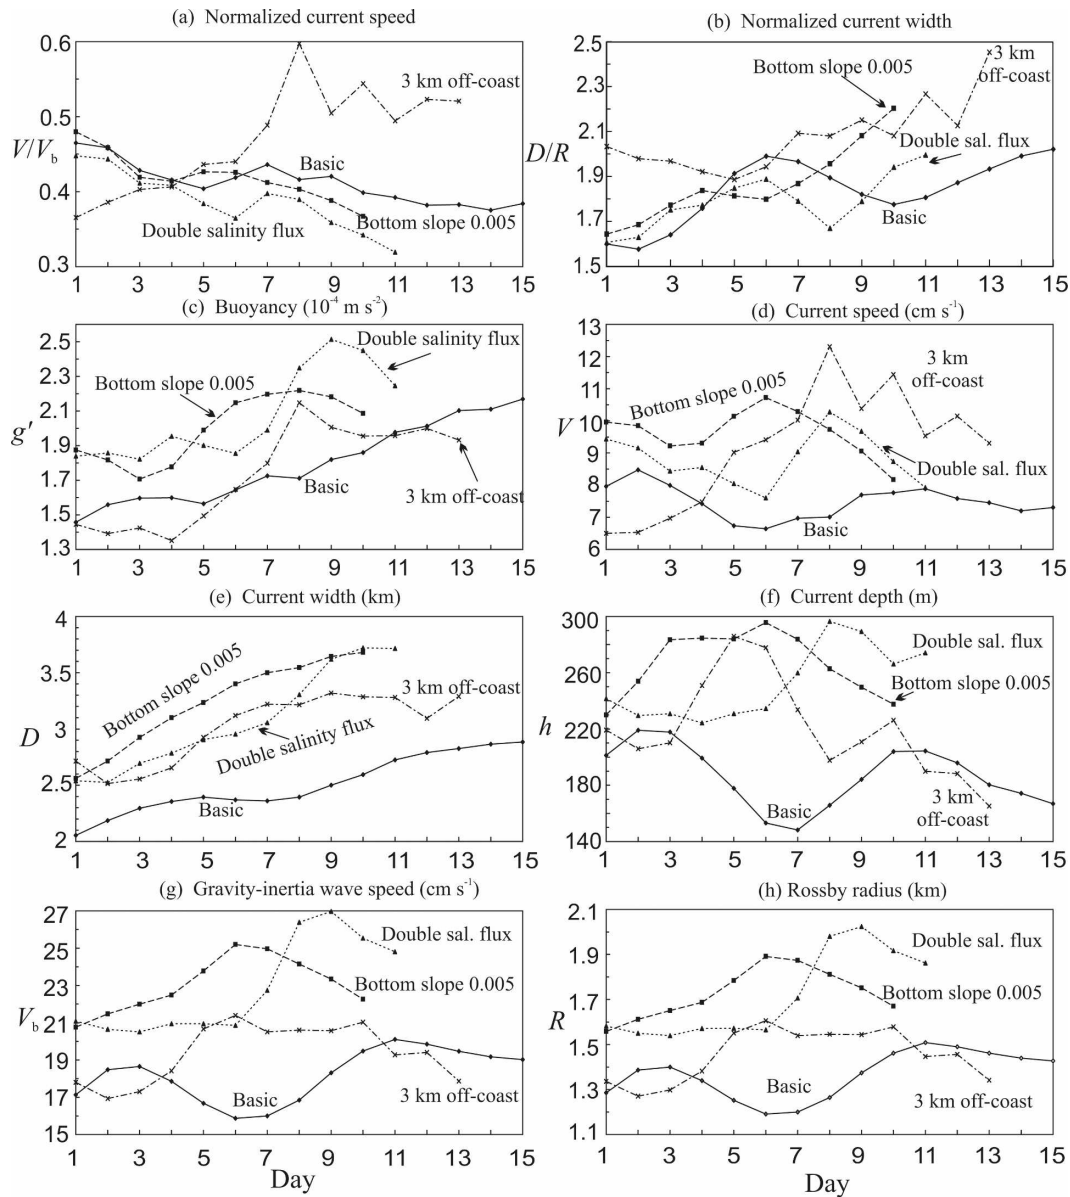 (a) Normalized current speed
0.6
0.5
0.4
0.3
V/Vb
3 km off-coast
Basic
Bottom slope 0.005
Double salinity flux
1 3 5 7 9 11 13 15
(b) Normalized current width
2.5
2.3
2.1
1.9
1.7
1.5
D/R
Bottom slope 0.005
3 km
off-coast
Double sal. flux
Basic
1 3 5 7 9 11 13 15
(c) Buoyancy (10⁻⁴ m s⁻²)
2.5
2.3
2.1
1.9
1.7
1.5
1.3
g'
Double salinity flux
Bottom slope 0.005
Basic
3 km off-coast
1 3 5 7 9 11 13 15
(d) Current speed (cm s⁻¹)
13
12
11
10
9
8
7
6
V
3 km
off-coast
Bottom slope 0.005
Double sal. flux
Basic
1 3 5 7 9 11 13 15
(e) Current width (km)
4
3.5
3
2.5
2
D
Bottom slope 0.005
3 km off-coast
Double salinity flux
Basic
1 3 5 7 9 11 13 15
(f) Current depth (m)
300
260
220
180
140
h
Double sal. flux
Bottom slope 0.005
Basic
3 km
off-coast
1 3 5 7 9 11 13 15
(g) Gravity-inertia wave speed (cm s⁻¹)
27
25
23
21
19
17
15
Vb
Double sal. flux
Bottom slope 0.005
Basic
3 km off-coast
1 3 5 7 9 11 13 15
Day
(h) Rossby radius (km)
2.1
1.9
1.7
1.5
1.3
1.1
R
Double sal. flux
Bottom slope 0.005
Basic
3 km off-coast
1 3 5 7 9 11 13 15
Day